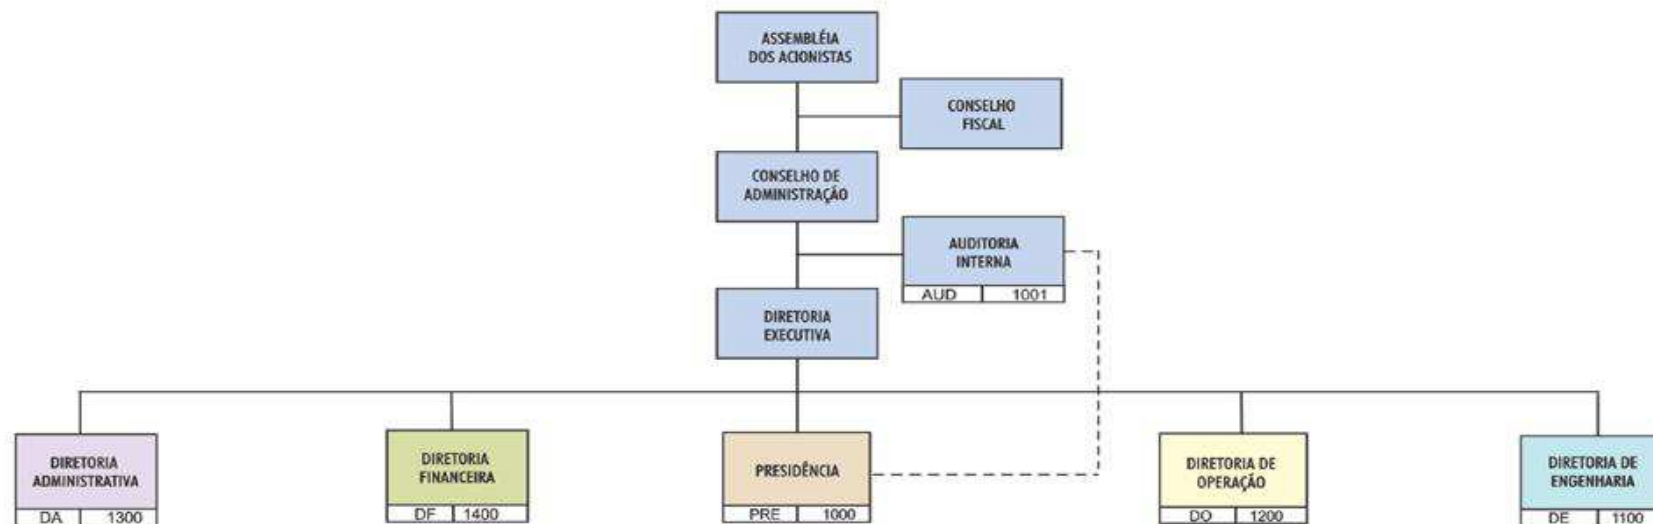 ASSEMBLÉIA
DOS ACIONISTAS
CONSELHO
FISCAL
CONSELHO DE
ADMINISTRAÇÃO
AUDITORIA
INTERNA
AUD 1001
DIRETORIA
EXECUTIVA
DIRETORIA
ADMINISTRATIVA
DA 1300
DIRETORIA
FINANCEIRA
DF 1400
PRESIDÊNCIA
PRE 1000
DIRETORIA DE
OPERAÇÃO
DO 1200
DIRETORIA DE
ENGENHARIA
DE 1100